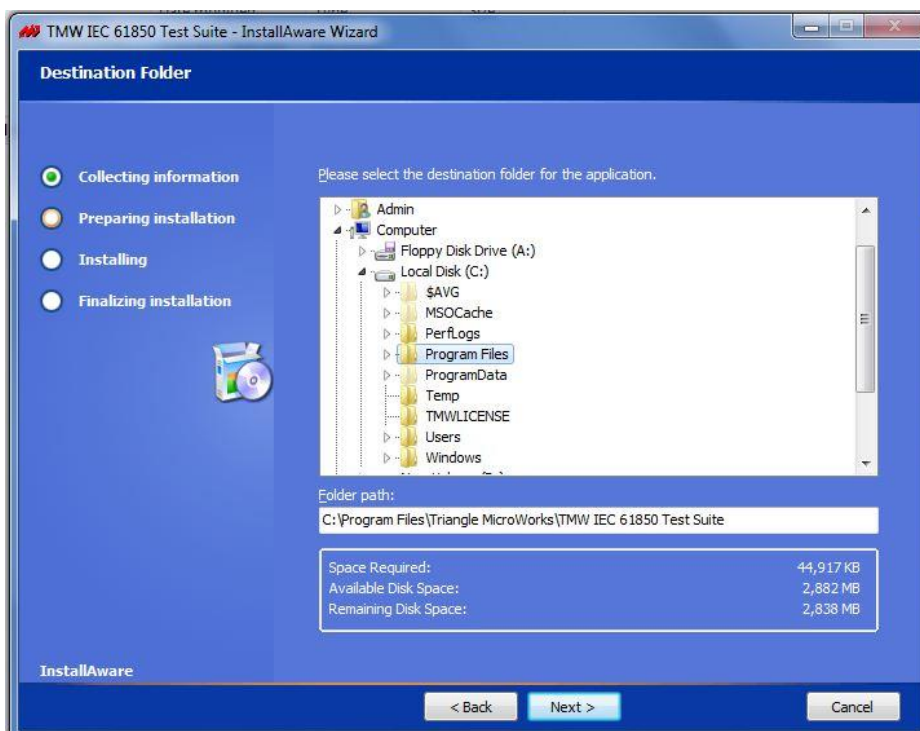 TMW IEC 61850 Test Suite - InstallAware Wizard
Destination Folder
Collecting information
Preparing installation
Installing
Finalizing installation
Please select the destination folder for the application.
Admin
Computer
Floppy Disk Drive (A:)
Local Disk (C:)
$AVG
MSOCache
PerfLogs
Program Files
ProgramData
Temp
TMWLICENSE
Users
Windows
Folder path:
C:\Program Files\Triangle MicroWorks\TMW IEC 61850 Test Suite
Space Required: 44,917 KB
Available Disk Space: 2,882 MB
Remaining Disk Space: 2,838 MB
InstallAware
< Back Next > Cancel